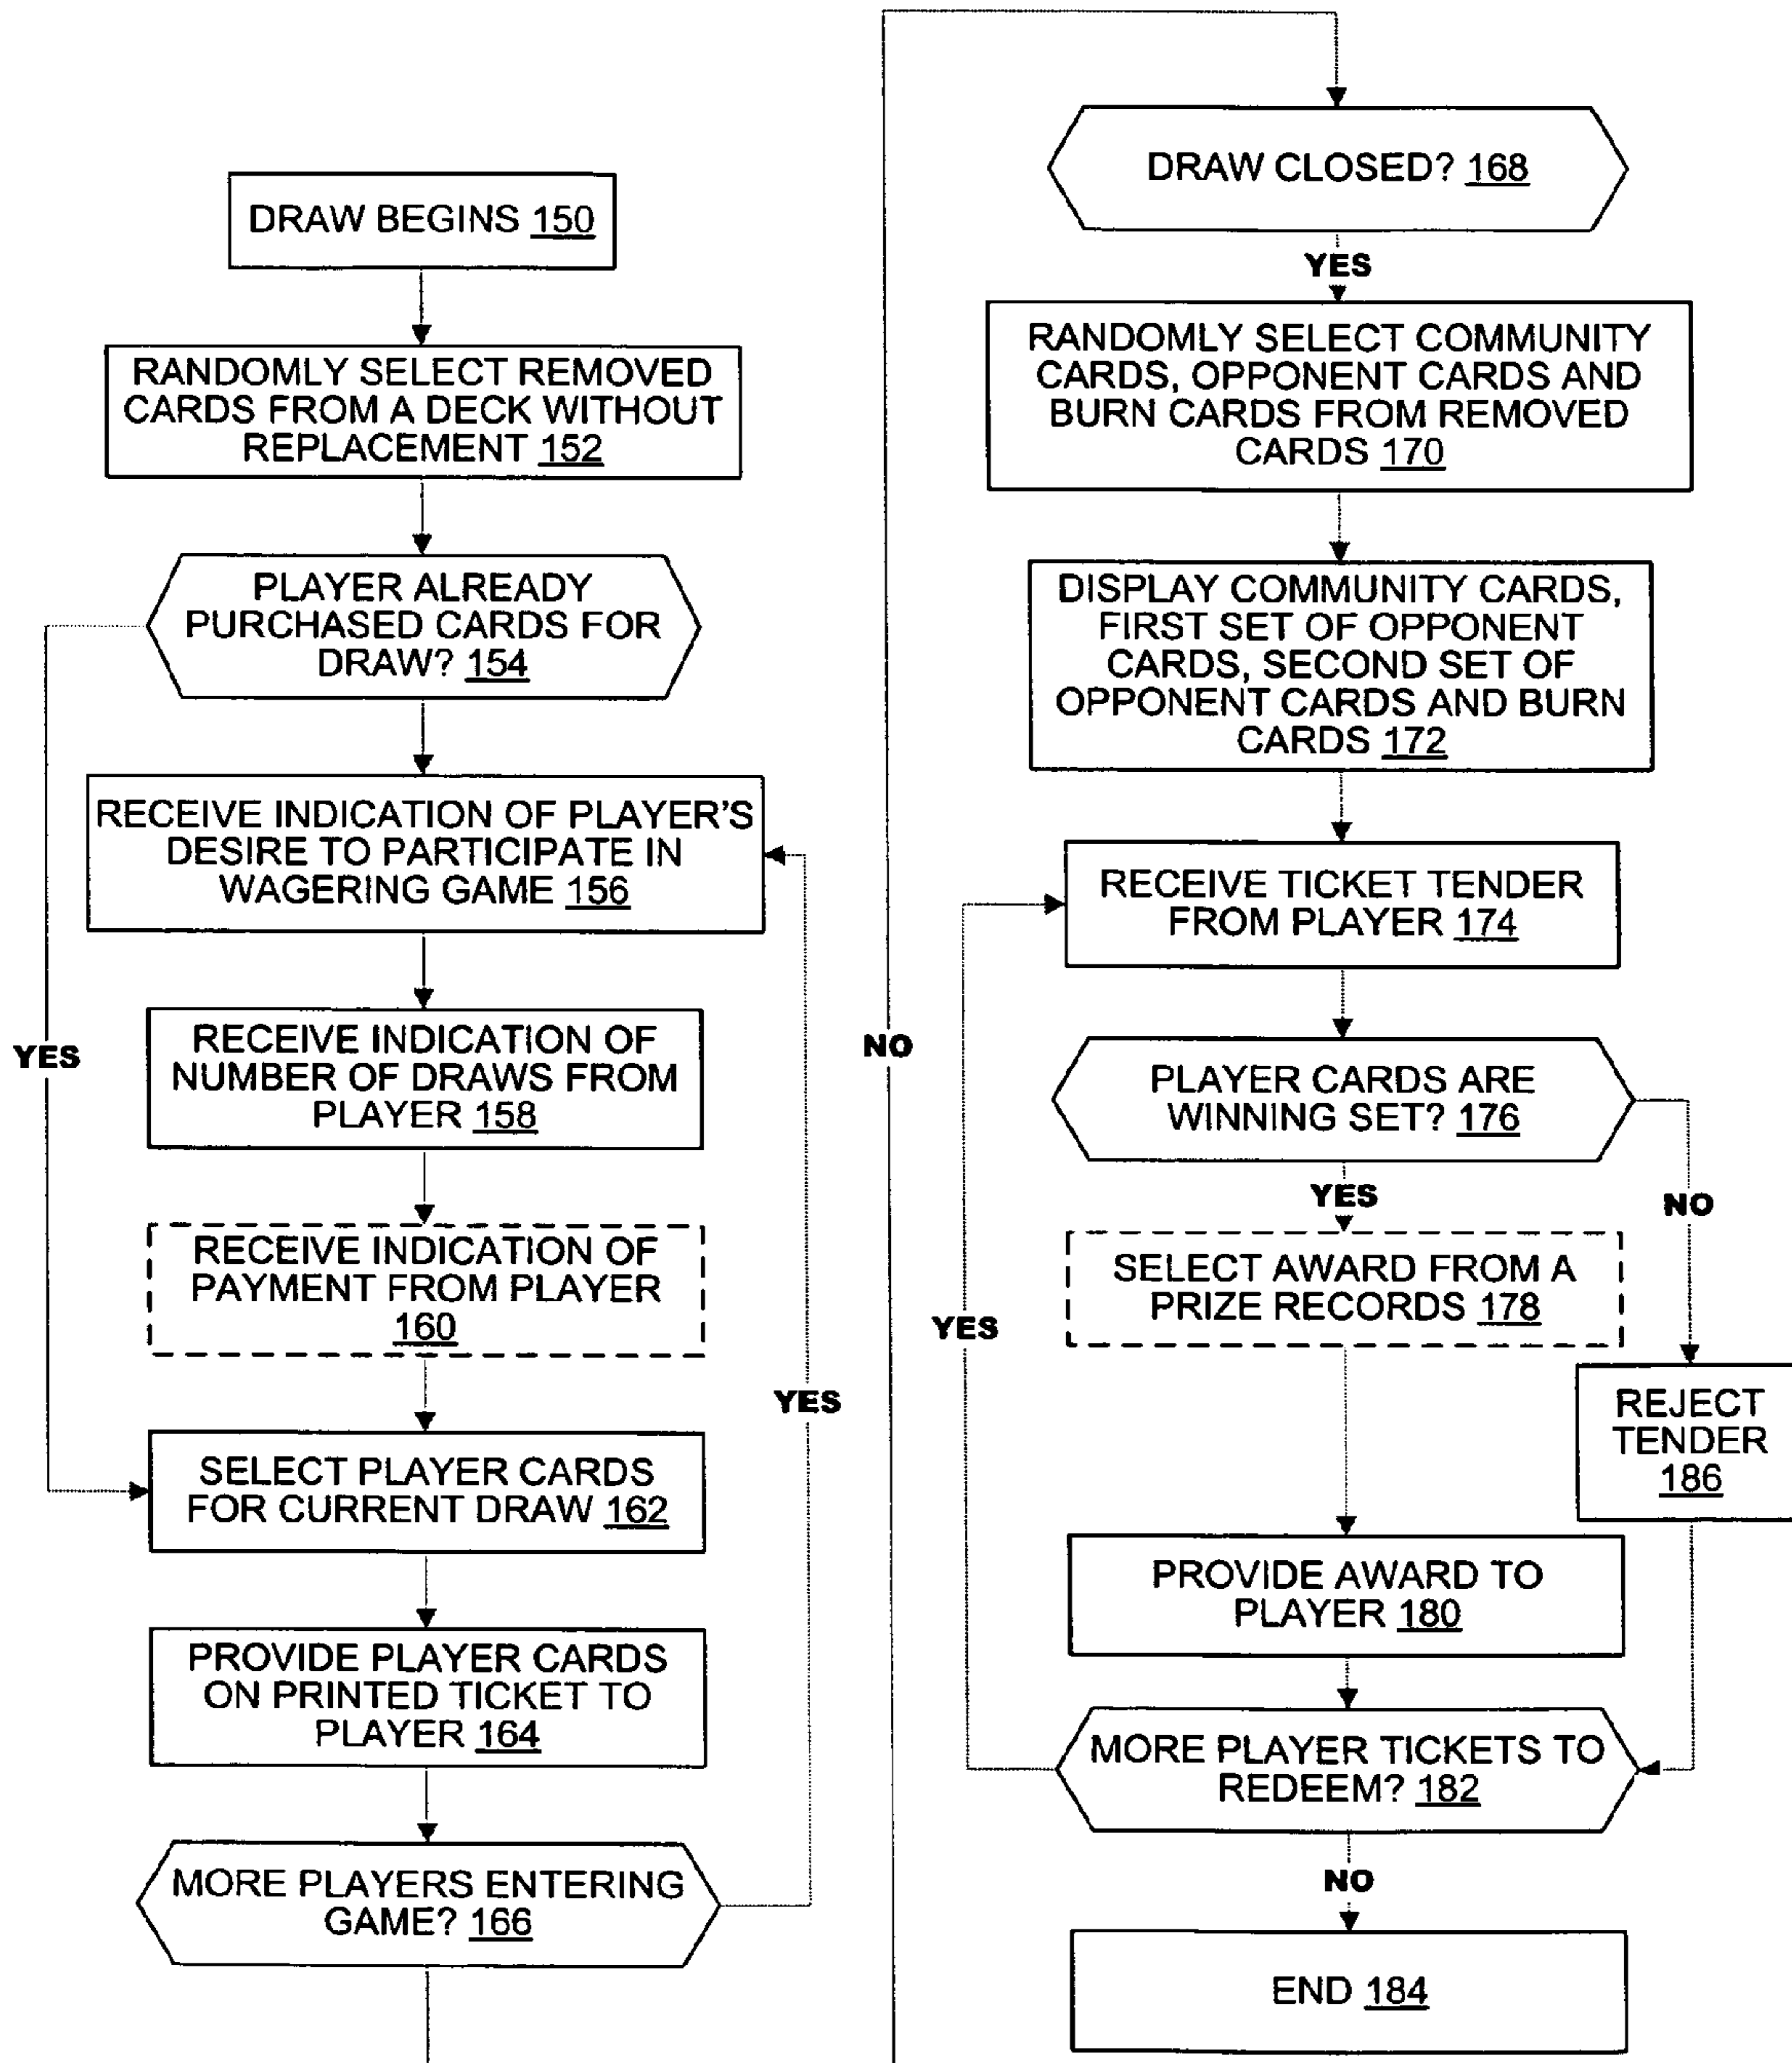 DRAW BEGINS 150
RANDOMLY SELECT REMOVED
CARDS FROM A DECK WITHOUT
REPLACEMENT 152
PLAYER ALREADY
PURCHASED CARDS FOR
DRAW? 154
RECEIVE INDICATION OF PLAYER'S
DESIRE TO PARTICIPATE IN
WAGERING GAME 156
YES
RECEIVE INDICATION OF
NUMBER OF DRAWS FROM
PLAYER 158
RECEIVE INDICATION OF
PAYMENT FROM PLAYER
160
YES
SELECT PLAYER CARDS
FOR CURRENT DRAW 162
PROVIDE PLAYER CARDS
ON PRINTED TICKET TO
PLAYER 164
MORE PLAYERS ENTERING
GAME? 166
NO
DRAW CLOSED? 168
YES
RANDOMLY SELECT COMMUNITY
CARDS, OPPONENT CARDS AND
BURN CARDS FROM REMOVED
CARDS 170
DISPLAY COMMUNITY CARDS,
FIRST SET OF OPPONENT
CARDS, SECOND SET OF
OPPONENT CARDS AND BURN
CARDS 172
RECEIVE TICKET TENDER
FROM PLAYER 174
PLAYER CARDS ARE
WINNING SET? 176
YES
NO
SELECT AWARD FROM A
PRIZE RECORDS 178
YES
REJECT
TENDER
186
PROVIDE AWARD TO
PLAYER 180
MORE PLAYER TICKETS TO
REDEEM? 182
NO
END 184